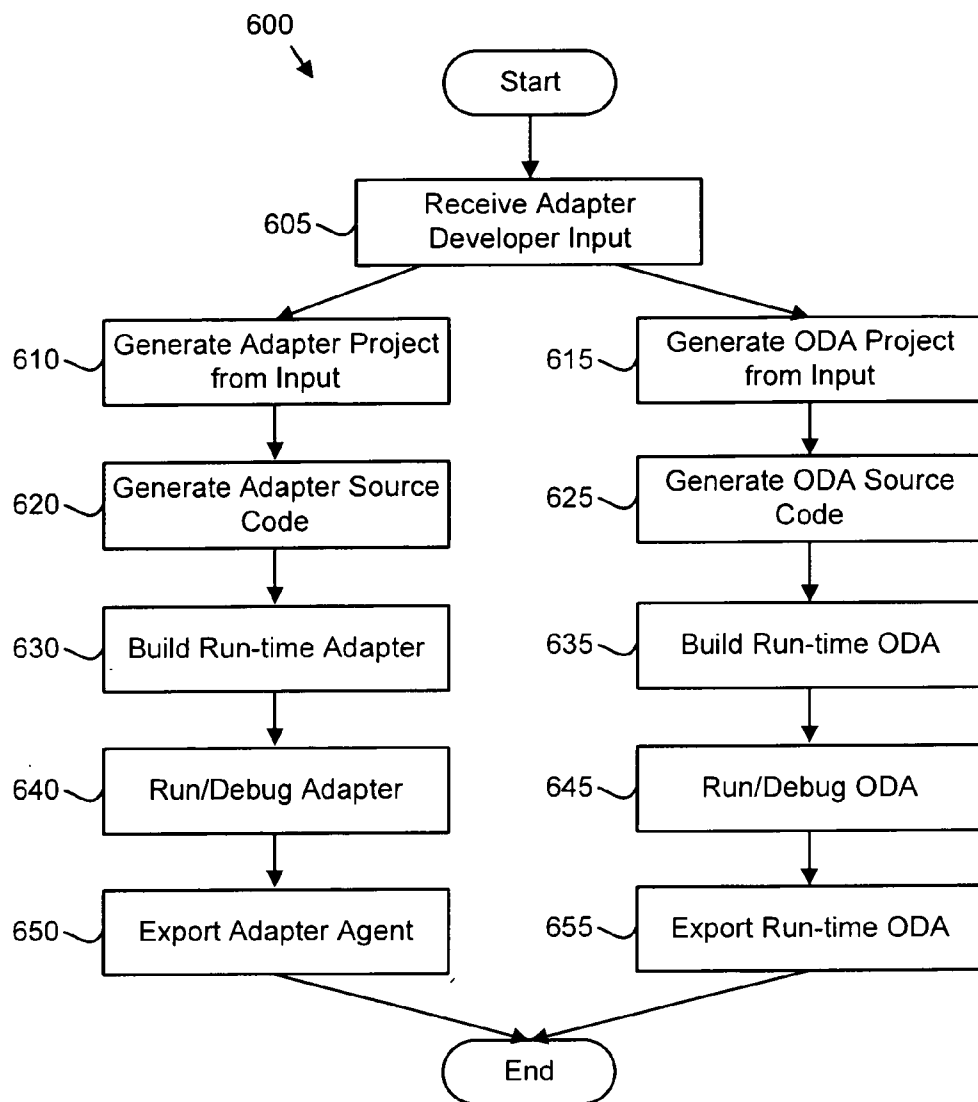 600
Start
605
Receive Adapter
Developer Input
610
Generate Adapter Project
from Input
615
Generate ODA Project
from Input
620
Generate Adapter Source
Code
625
Generate ODA Source
Code
630
Build Run-time Adapter
635
Build Run-time ODA
640
Run/Debug Adapter
645
Run/Debug ODA
650
Export Adapter Agent
655
Export Run-time ODA
End